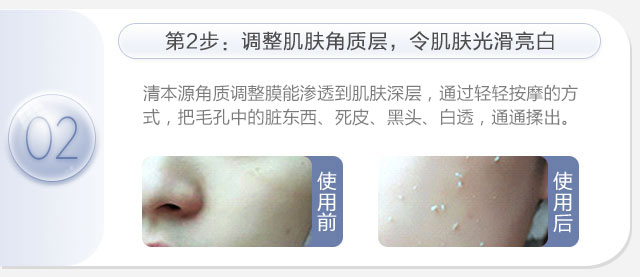 第2步：调整肌肤角质层，令肌肤光滑亮白
02
清本源角质调整膜能渗透到肌肤深层，通过轻轻按摩的方
式，把毛孔中的脏东西、死皮、黑头、白透，通通揉出。
使用前
使用后